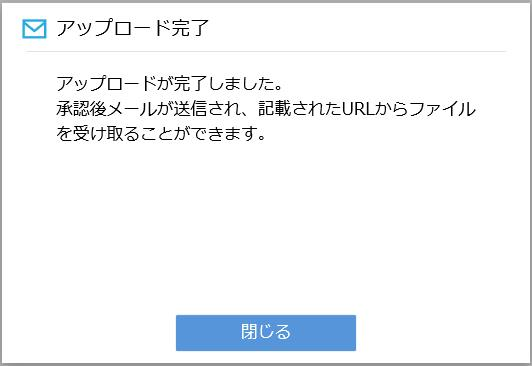 アップロード完了
アップロードが完了しました。
承認後メールが送信され、記載されたURLからファイル
を受け取ることができます。
閉じる